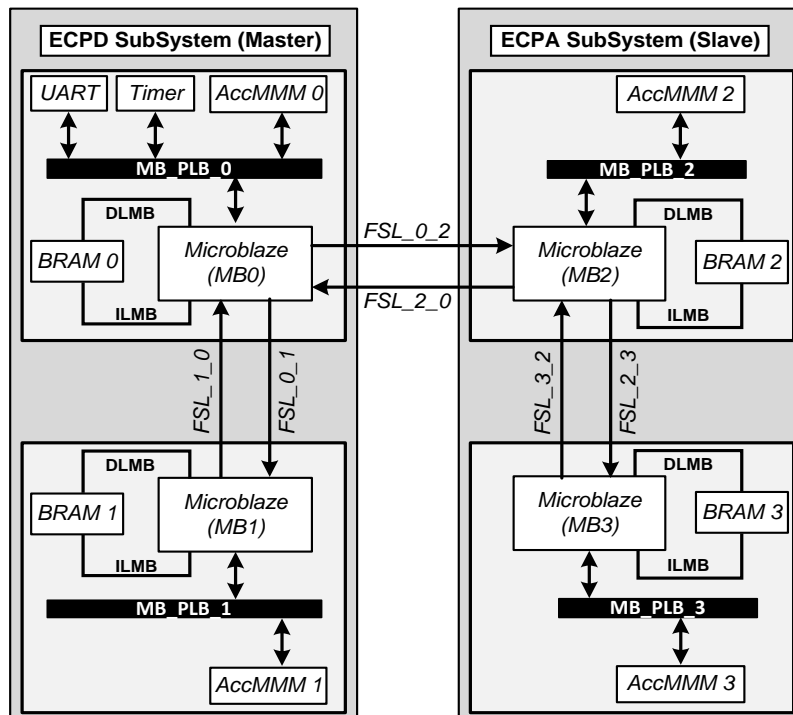 ECPD SubSystem (Master)
UART
Timer
AccMMM 0
MB_PLB_0
DLMB
BRAM 0
Microblaze
(MB0)
ILMB
FSL_0_2
FSL_2_0
ECPA SubSystem (Slave)
AccMMM 2
MB_PLB_2
DLMB
Microblaze
(MB2)
BRAM 2
ILMB
FSL_1_0
FSL_0_1
FSL_3_2
FSL_2_3
DLMB
BRAM 1
Microblaze
(MB1)
ILMB
MB_PLB_1
AccMMM 1
DLMB
Microblaze
(MB3)
BRAM 3
ILMB
MB_PLB_3
AccMMM 3